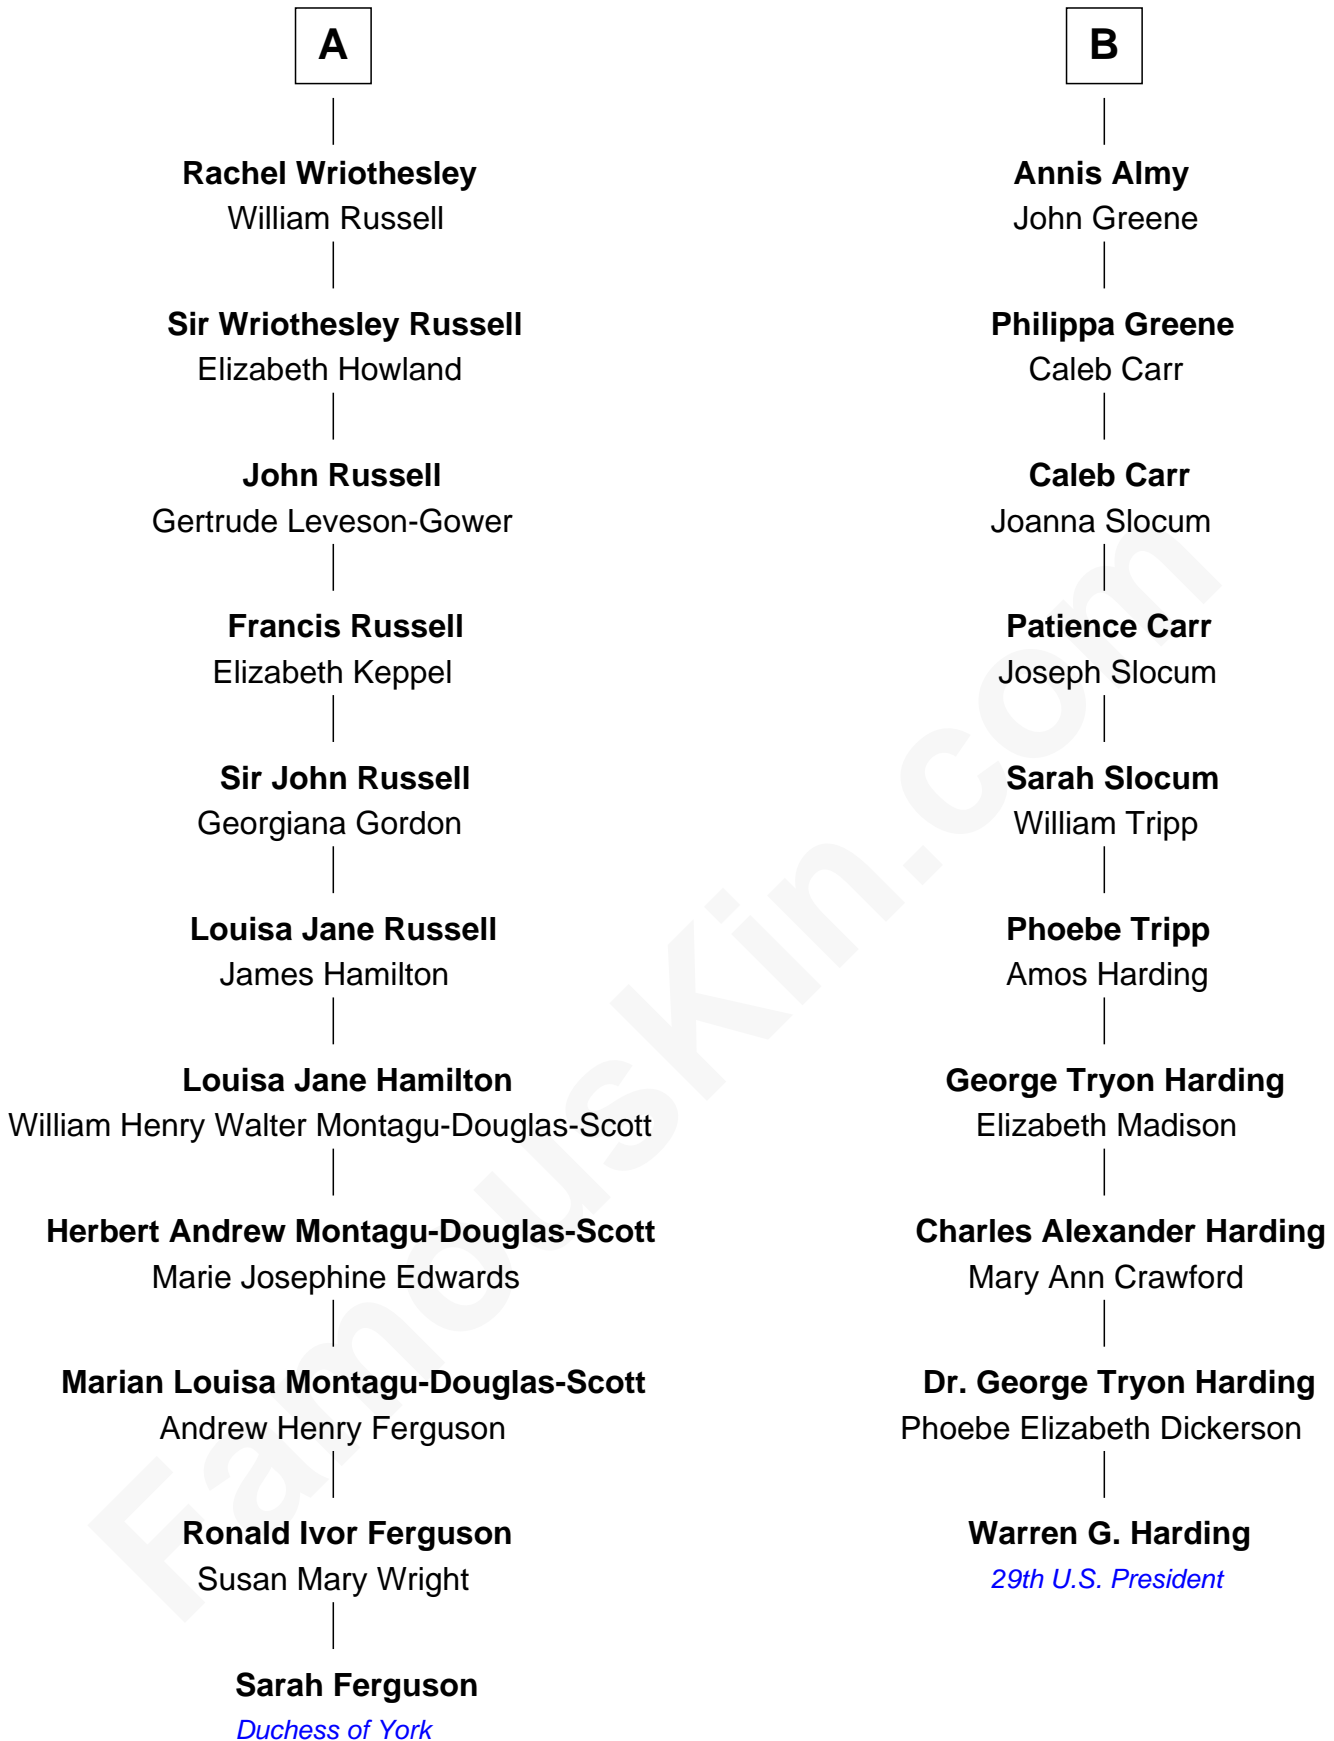 A
Rachel Wriothesley
William Russell
Sir Wriothesley Russell
Elizabeth Howland
John Russell
Gertrude Leveson-Gower
Francis Russell
Elizabeth Keppel
Sir John Russell
Georgiana Gordon
Louisa Jane Russell
James Hamilton
Louisa Jane Hamilton
William Henry Walter Montagu-Douglas-Scott
Herbert Andrew Montagu-Douglas-Scott
Marie Josephine Edwards
Marian Louisa Montagu-Douglas-Scott
Andrew Henry Ferguson
Ronald Ivor Ferguson
Susan Mary Wright
Sarah Ferguson
Duchess of York
B
Annis Almy
John Greene
Philippa Greene
Caleb Carr
Caleb Carr
Joanna Slocum
Patience Carr
Joseph Slocum
Sarah Slocum
William Tripp
Phoebe Tripp
Amos Harding
George Tryon Harding
Elizabeth Madison
Charles Alexander Harding
Mary Ann Crawford
Dr. George Tryon Harding
Phoebe Elizabeth Dickerson
Warren G. Harding
29th U.S. President
FamousKin.com